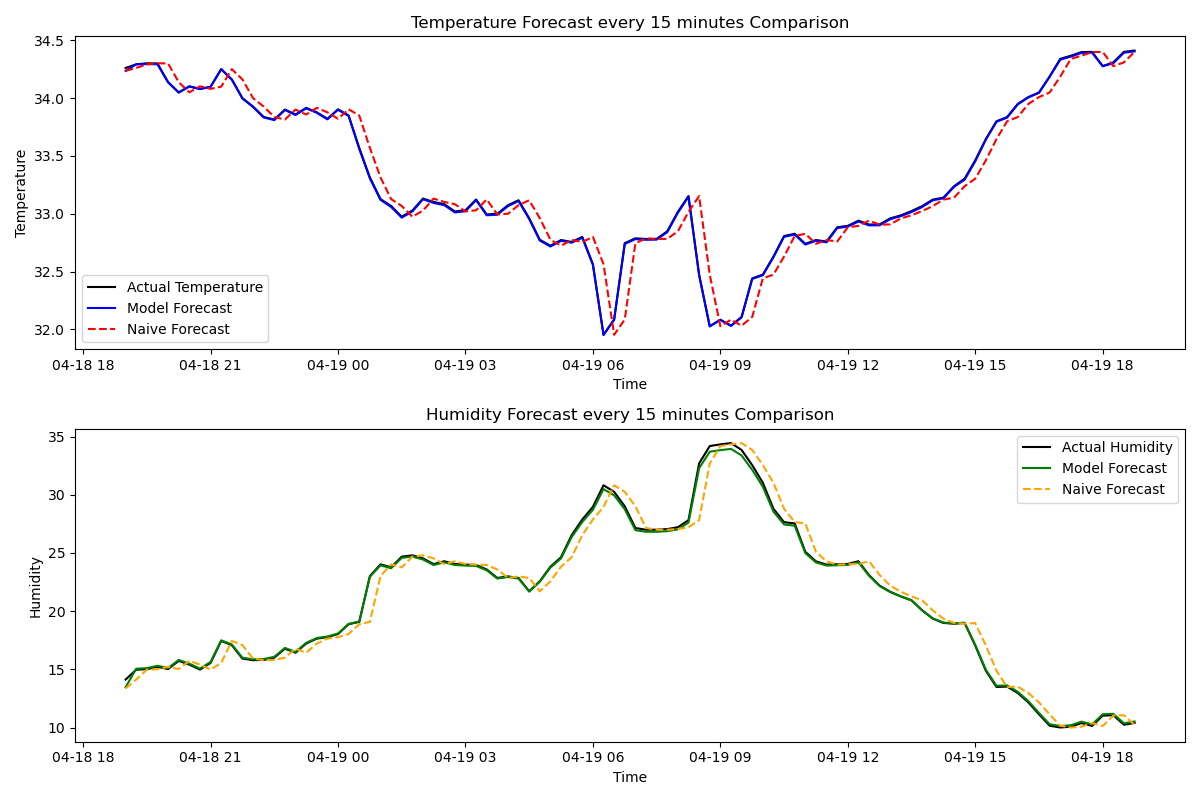 Temperature Forecast every 15 minutes Comparison
34.5
34.0
33.5
33.0
32.5
32.0
Temperature
Actual Temperature
Model Forecast
Naive Forecast
04-18 18 04-18 21 04-19 00 04-19 03 04-19 06 04-19 09 04-19 12 04-19 15 04-19 18
Time
Humidity Forecast every 15 minutes Comparison
35
30
25
20
15
10
Humidity
Actual Humidity
Model Forecast
Naive Forecast
04-18 18 04-18 21 04-19 00 04-19 03 04-19 06 04-19 09 04-19 12 04-19 15 04-19 18
Time